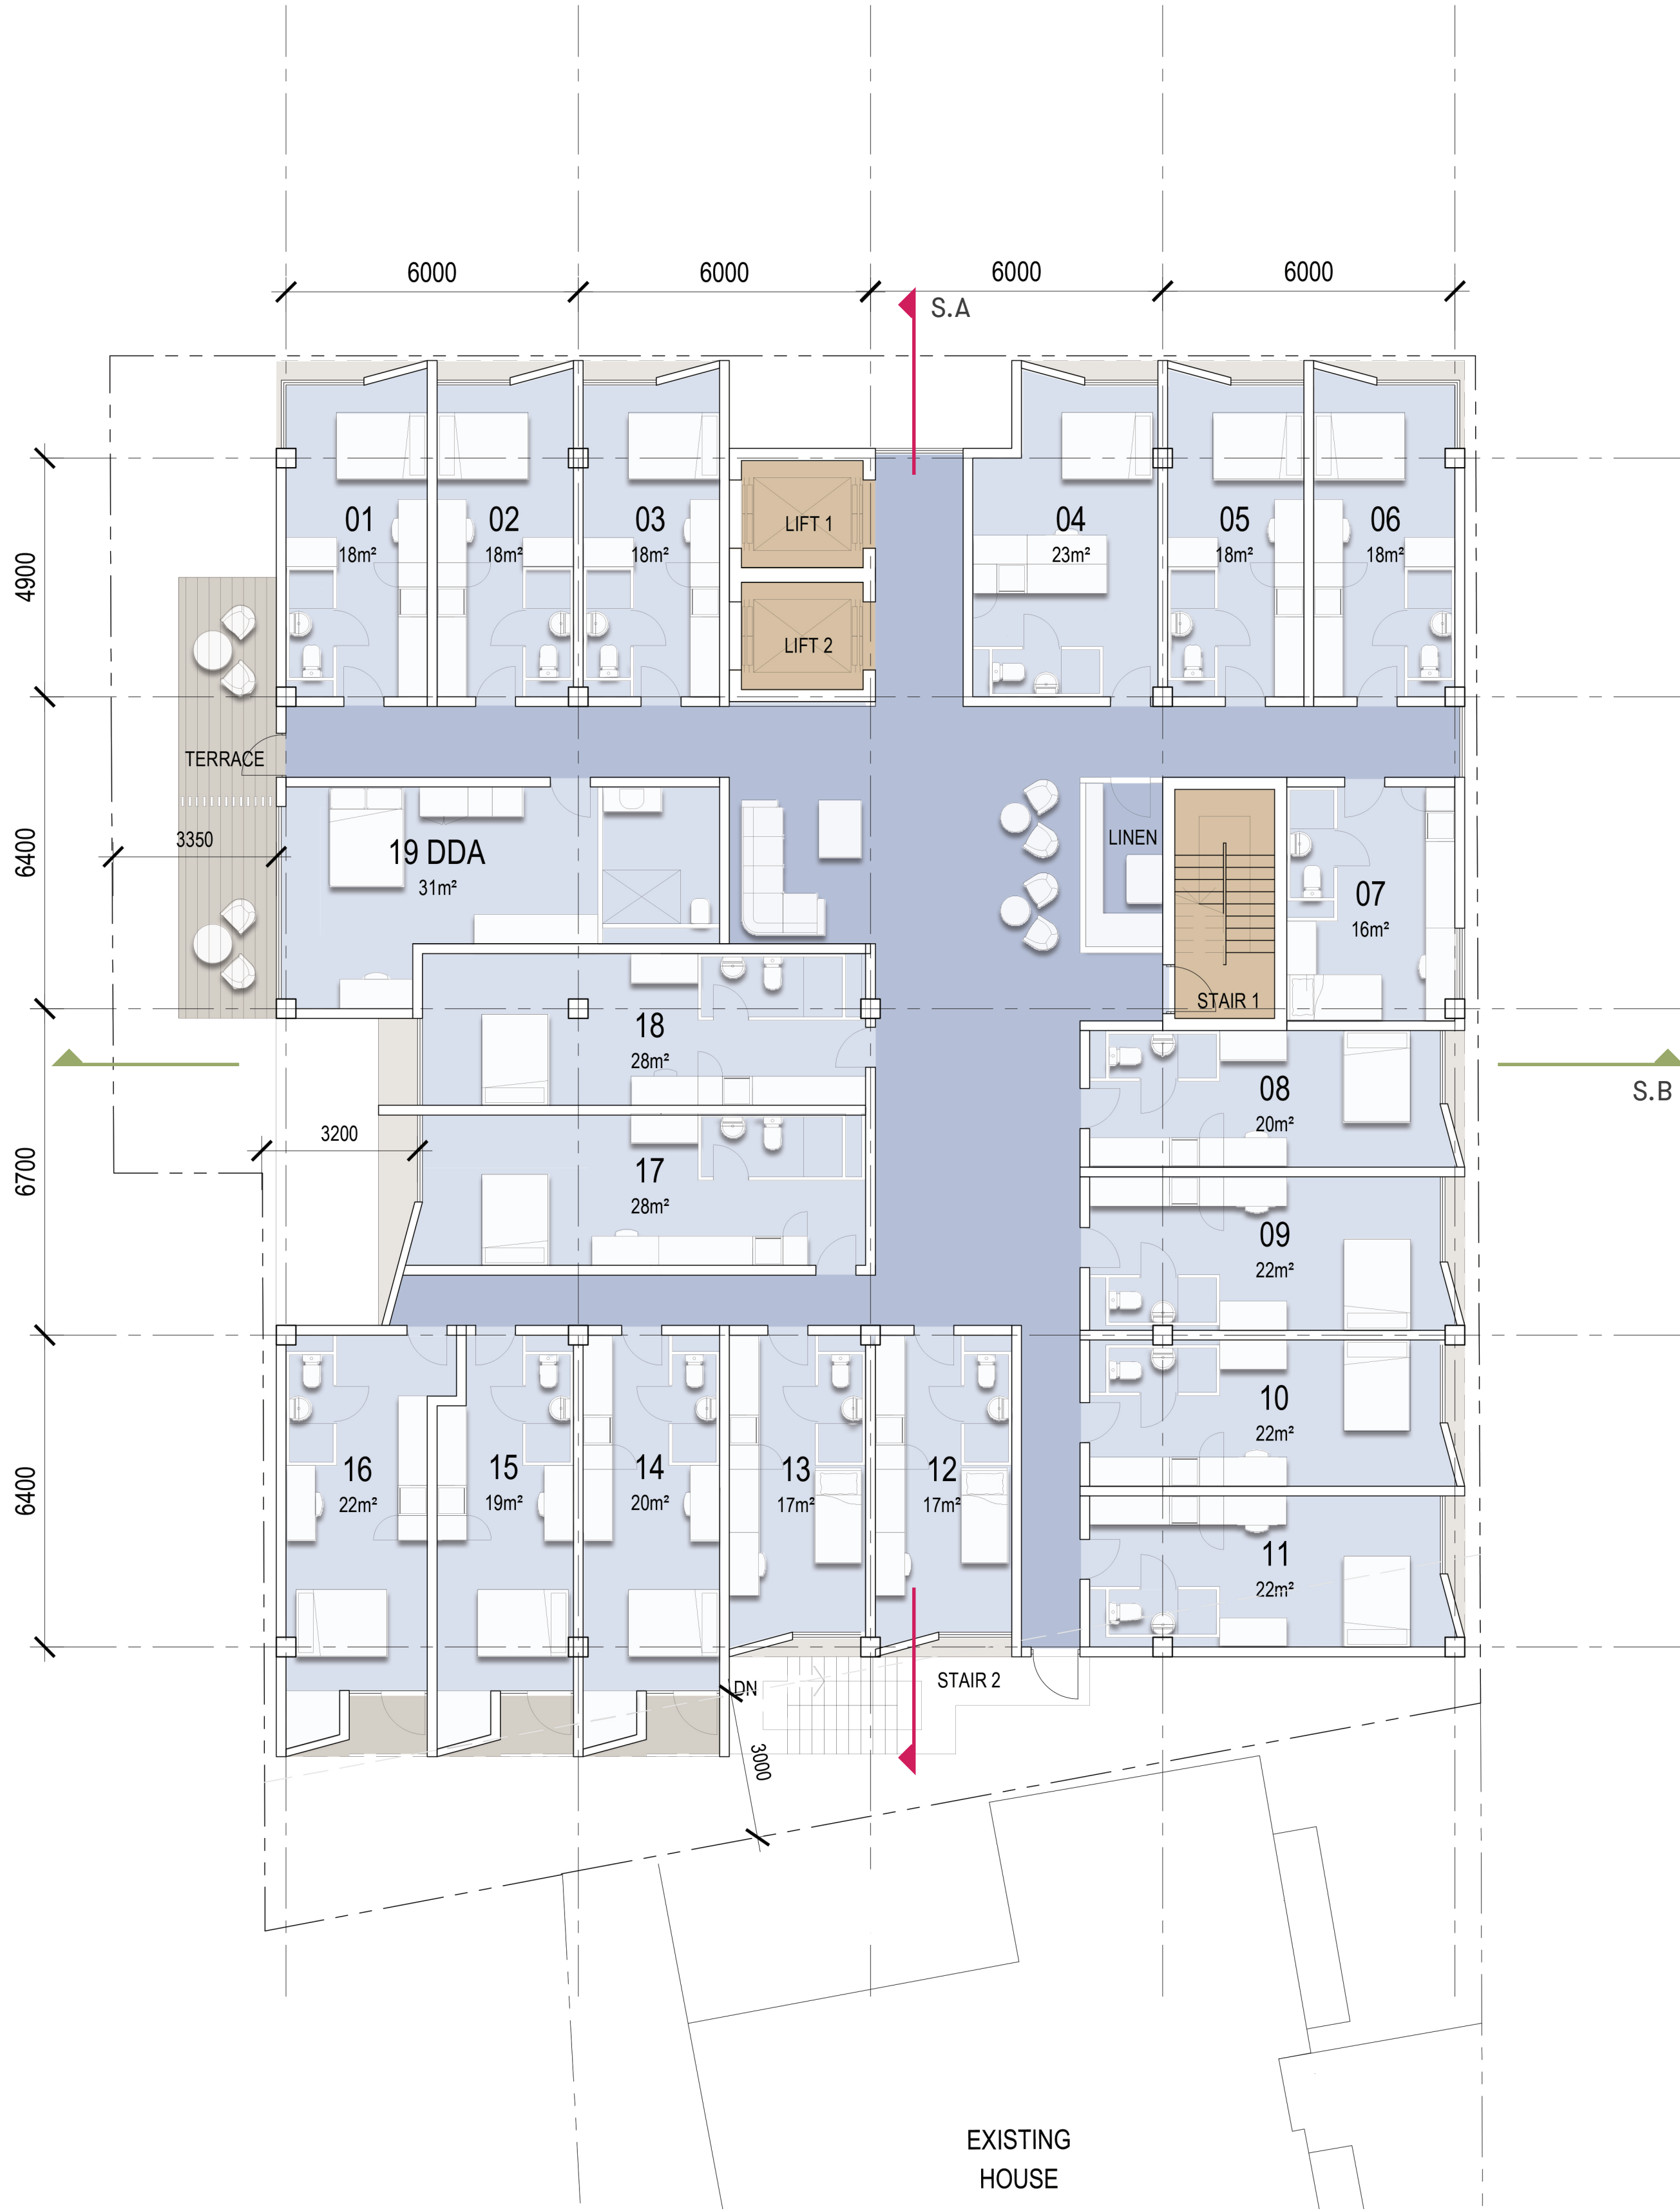 6000
6000
6000
6000
S.A
01
18m²
02
18m²
03
18m²
LIFT 1
LIFT 2
04
23m²
05
18m²
06
18m²
4900
TERRACE
3350
19 DDA
31m²
LINEN
STAIR 1
07
16m²
6400
18
28m²
08
20m²
S.B
3200
17
28m²
09
22m²
6700
10
22m²
16
22m²
15
19m²
14
20m²
13
17m²
12
17m²
11
22m²
6400
DN
STAIR 2
3000
EXISTING
HOUSE